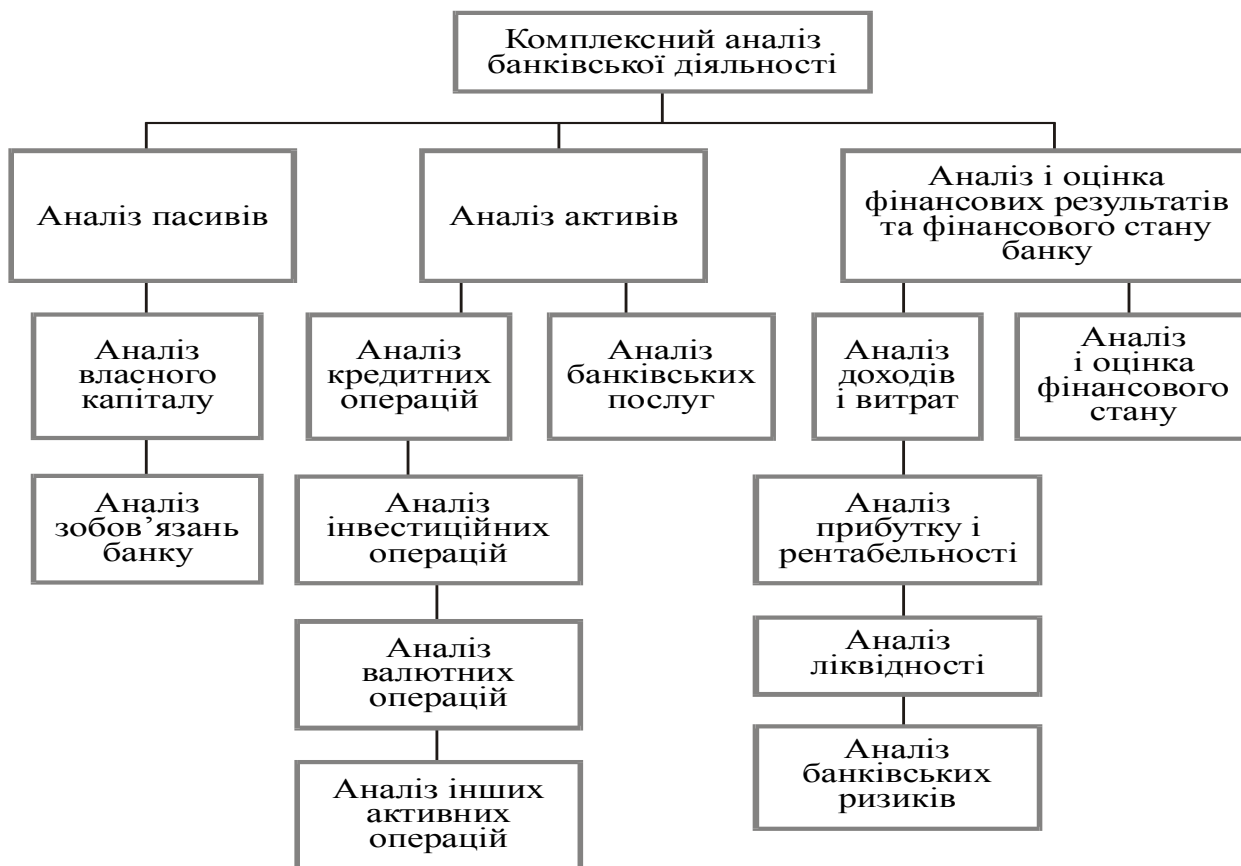 Комплексний аналіз
банківської діяльності
Аналіз пасивів
Аналіз активів
Аналіз і оцінка
фінансових результатів
та фінансового стану
банку
Аналіз
власного
капіталу
Аналіз
кредитних
операцій
Аналіз
банківських
послуг
Аналіз
доходів
і витрат
Аналіз
і оцінка
фінансового
стану
Аналіз
зобов’язань
банку
Аналіз
інвестиційних
операцій
Аналіз
прибутку і
рентабельності
Аналіз
валютних
операцій
Аналіз
ліквідності
Аналіз інших
активних
операцій
Аналіз
банківських
ризиків